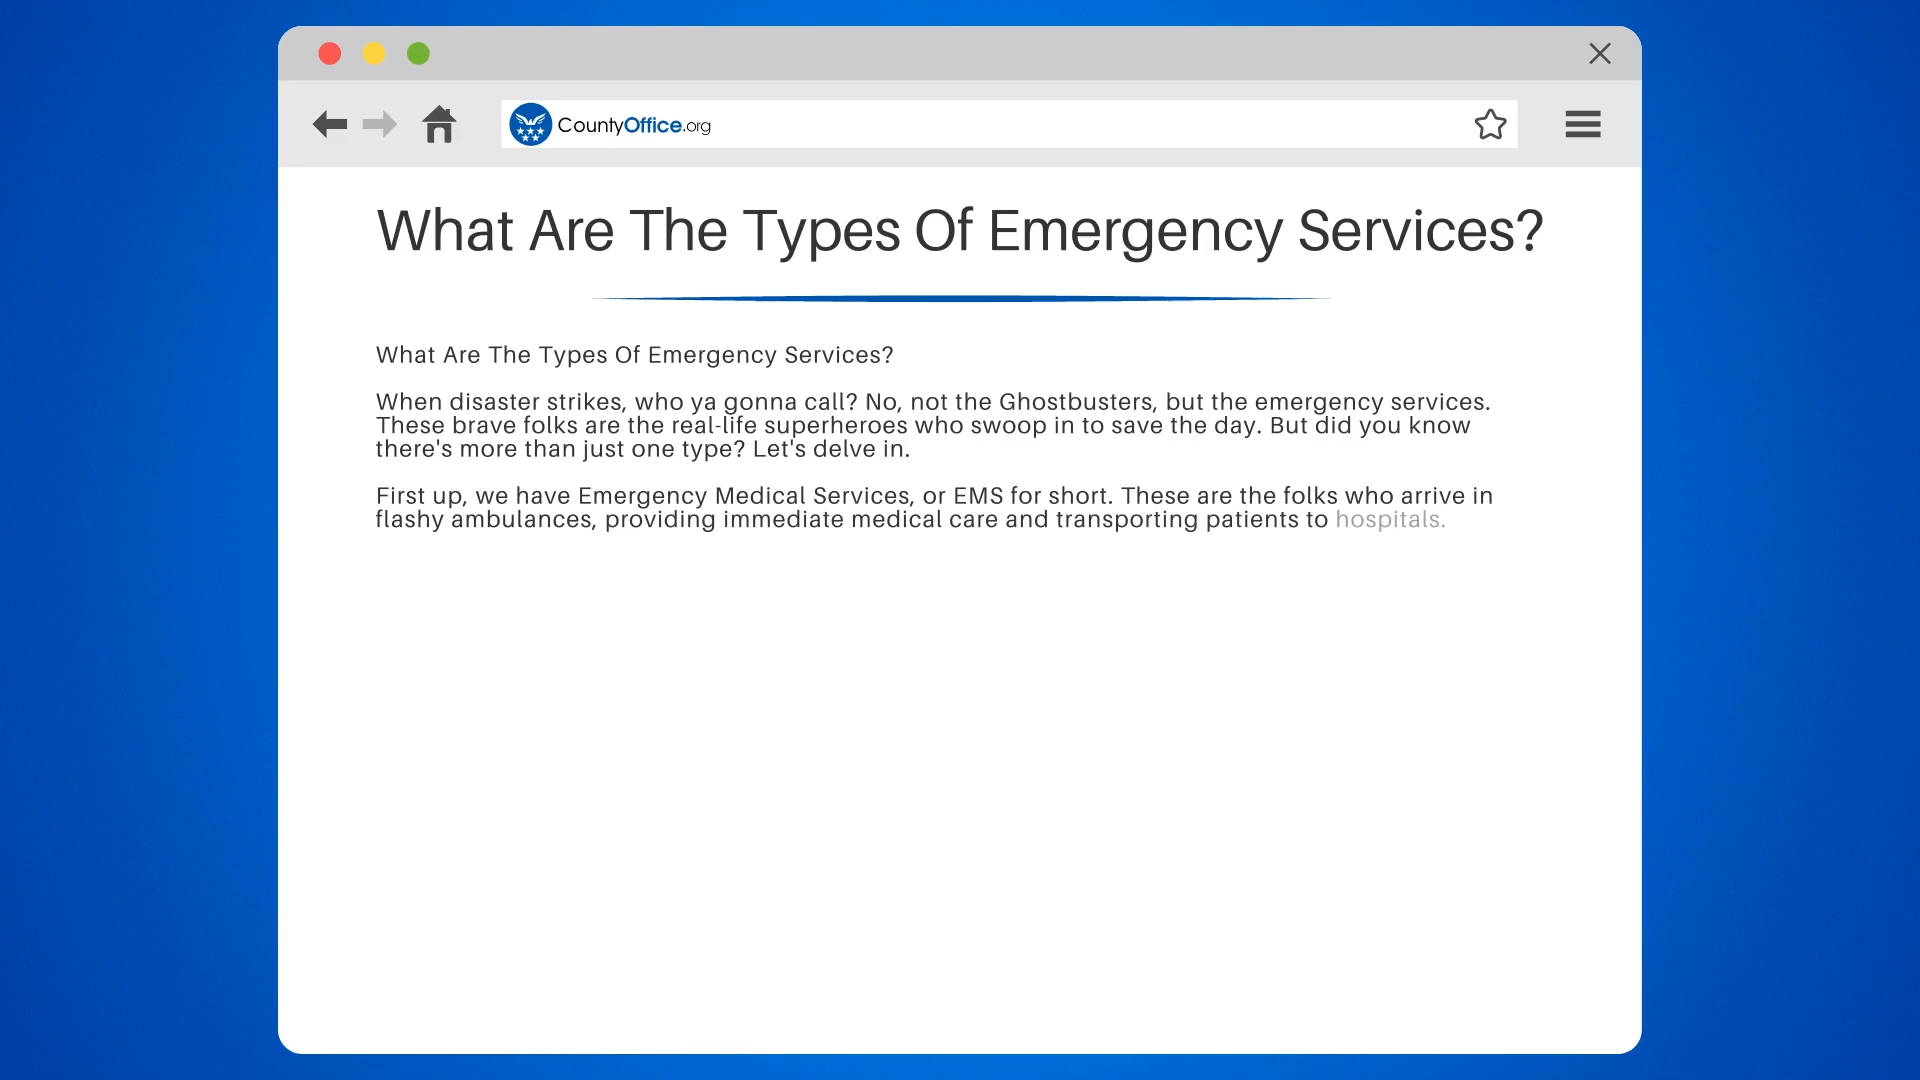 CountyOffice.org
What Are The Types Of Emergency Services?
What Are The Types Of Emergency Services?
When disaster strikes, who ya gonna call? No, not the Ghostbusters, but the emergency services.
These brave folks are the real-life superheroes who swoop in to save the day. But did you know
there's more than just one type? Let's delve in.
First up, we have Emergency Medical Services, or EMS for short. These are the folks who arrive in
flashy ambulances, providing immediate medical care and transporting patients to hospitals.